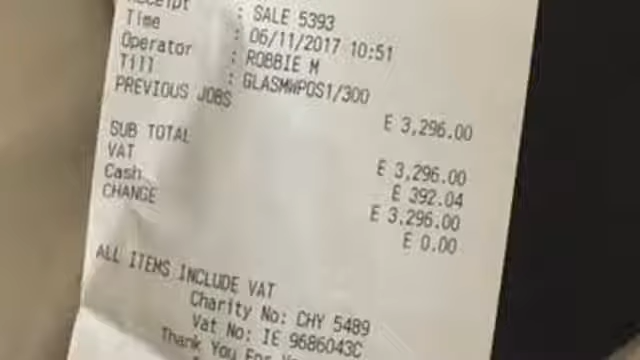 : SALE 5393
Time : 06/11/2017 10:51
Operator : ROBBIE M
Till : GLASMWPOS1/300
PREVIOUS JOBS E 3,296.00
SUB TOTAL E 3,296.00
VAT E 392.04
Cash E 3,296.00
CHANGE E 0.00
ALL ITEMS INCLUDE VAT
Charity No: CHY 5489
Vat No: IE 9686043C
Thank You For